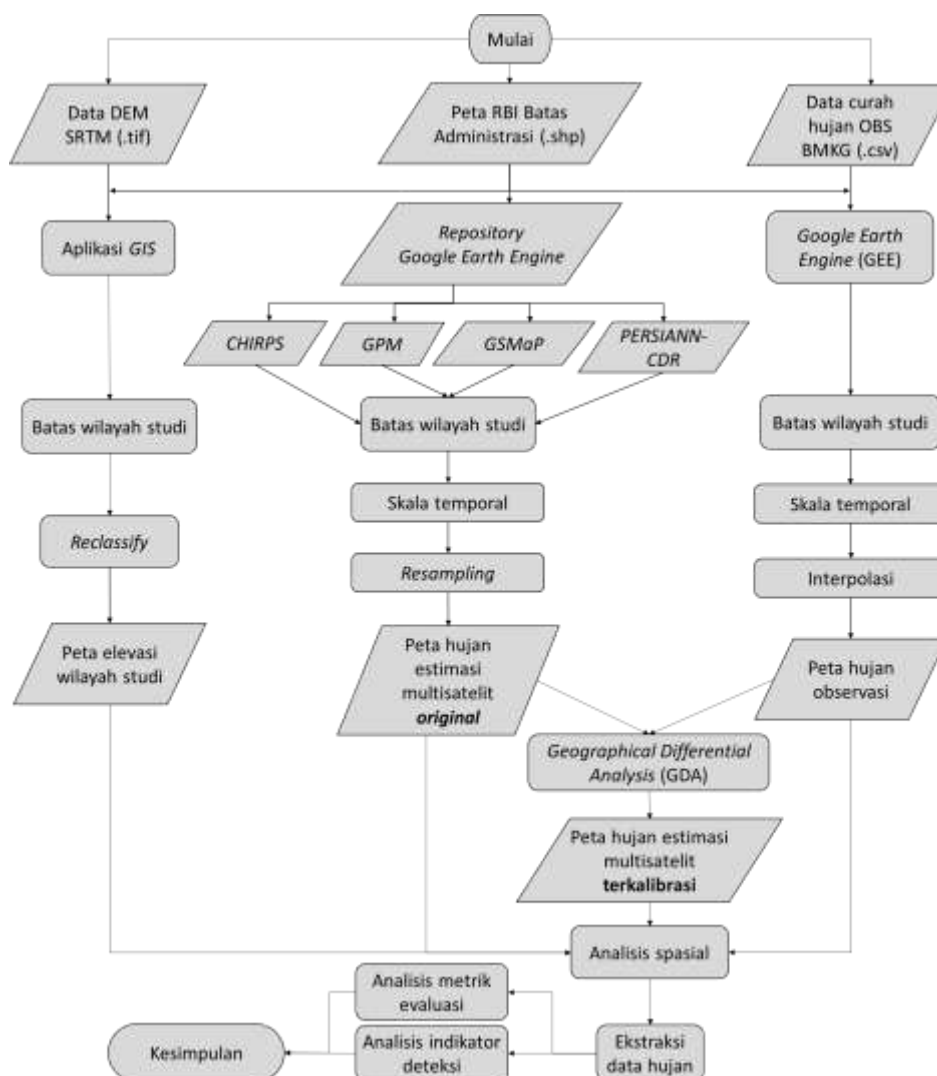 Mulai
Data DEM
SRTM (.tif)
Peta RBI Batas
Administrasi (.shp)
Data curah
hujan OBS
BMKG (.csv)
Aplikasi GIS
Repository
Google Earth Engine
Google Earth
Engine (GEE)
CHIRPS
GPM
GSMaP
PERSIANN-
CDR
Batas wilayah studi
Batas wilayah studi
Batas wilayah studi
Skala temporal
Skala temporal
Reclassify
Resampling
Interpolasi
Peta elevasi
wilayah studi
Peta hujan
estimasi
multisatelit
original
Peta hujan
observasi
Geographical Differential
Analysis (GDA)
Peta hujan estimasi
multisatelit
terkalibrasi
Analisis spasial
Analisis metrik
evaluasi
Kesimpulan
Analisis indikator
deteksi
Ekstraksi
data hujan